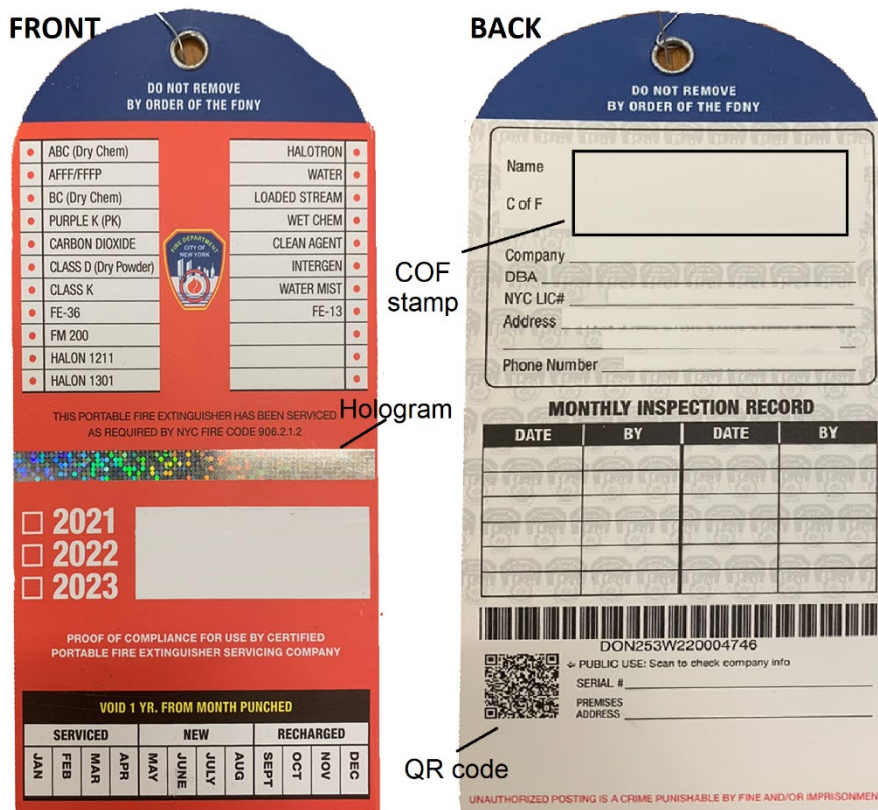 FRONT
DO NOT REMOVE
BY ORDER OF THE FDNY
ABC (Dry Chem)
AFFF/FFFP
BC (Dry Chem)
PURPLE K (PK)
CARBON DIOXIDE
CLASS D (Dry Powder)
CLASS K
FE-36
FM 200
HALON 1211
HALON 1301
HALOTRON
WATER
LOADED STREAM
WET CHEM
CLEAN AGENT
INTERGEN
WATER MIST
FE-13
FIRE DEPARTMENT
CITY OF
NEW YORK
THIS PORTABLE FIRE EXTINGUISHER HAS BEEN SERVICED
AS REQUIRED BY NYC FIRE CODE 906.2.1.2
Hologram
2021
2022
2023
PROOF OF COMPLIANCE FOR USE BY CERTIFIED
PORTABLE FIRE EXTINGUISHER SERVICING COMPANY
VOID 1 YR. FROM MONTH PUNCHED
SERVICED NEW RECHARGED
JAN FEB MAR APR MAY JUNE JULY AUG SEPT OCT NOV DEC
BACK
DO NOT REMOVE
BY ORDER OF THE FDNY
Name
C of F
COF
stamp
Company
DBA
NYC LIC#
Address
Phone Number
MONTHLY INSPECTION RECORD
DATE BY DATE BY
DON253W220004746
PUBLIC USE: Scan to check company info
SERIAL #
PREMISES
ADDRESS
QR code
UNAUTHORIZED POSTING IS A CRIME PUNISHABLE BY FINE AND/OR IMPRISONMEN